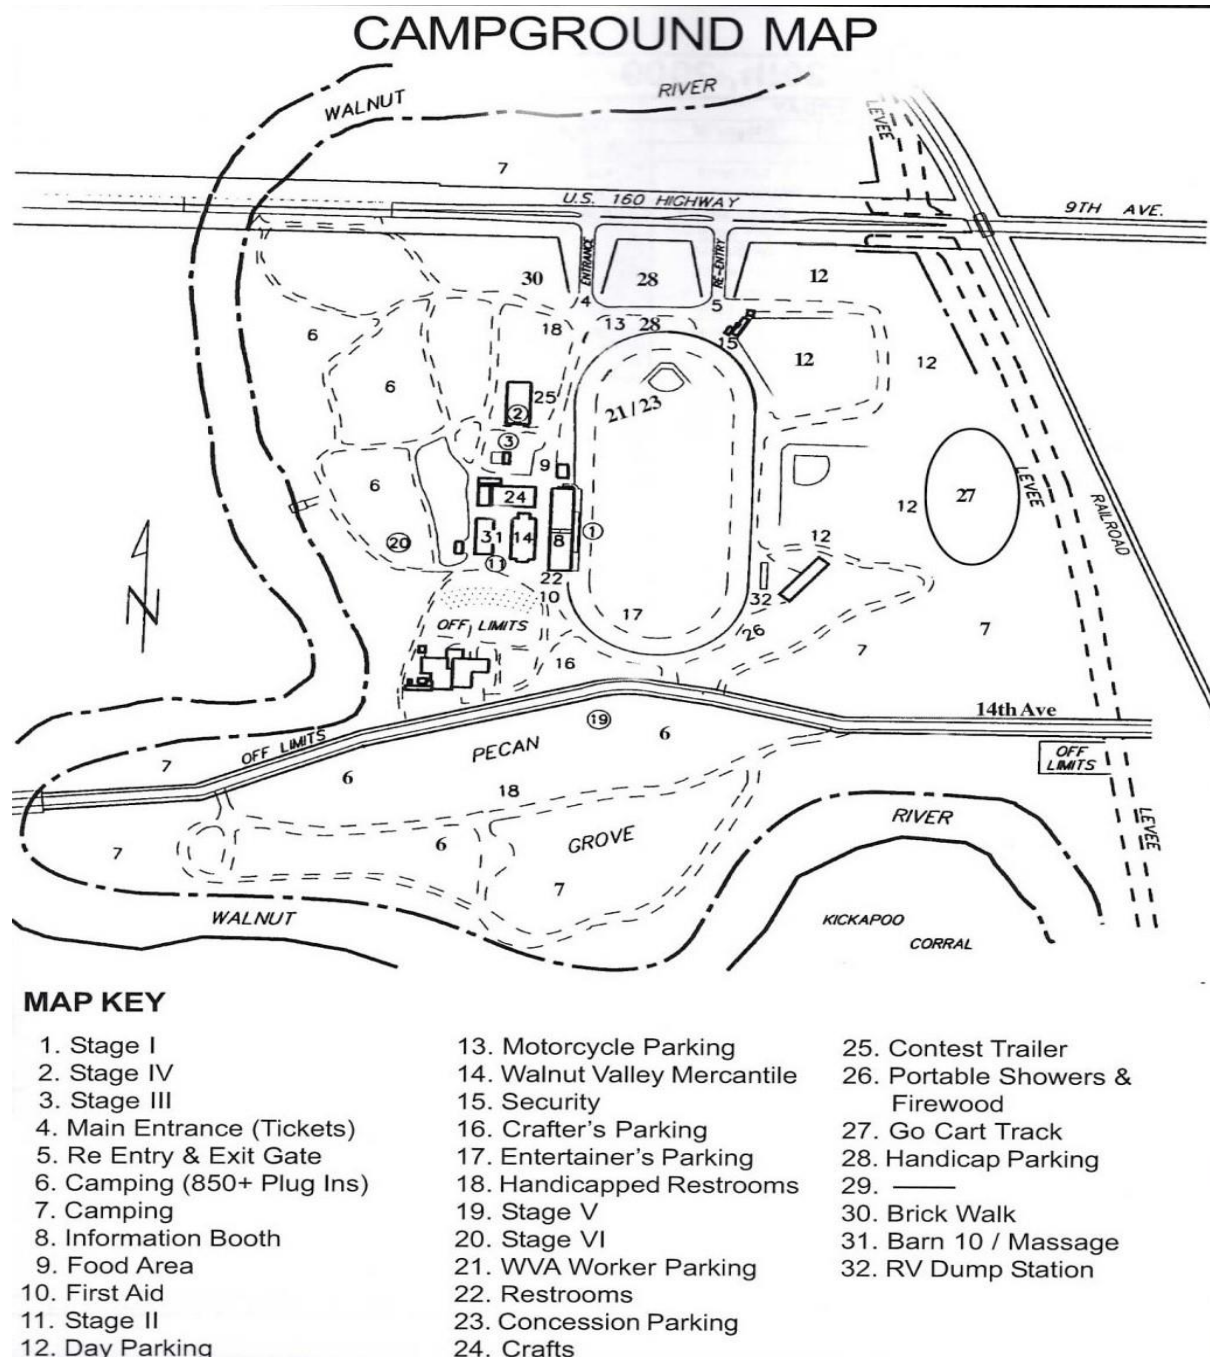 CAMPGROUND MAP
WALNUT
RIVER
LEVEE
7
U.S. 160 HIGHWAY
9TH AVE.
ENTRANCE
RE-ENTRY
30
28
12
4
5
6
18
13
28
15
12
12
6
25
21 / 23
2
3
9
6
24
12
27
LEVEE
RAILROAD
20
31
14
8
1
12
11
22
10
32
N
OFF LIMITS
17
26
7
7
16
14th Ave
19
6
OFF LIMITS
PECAN
OFF
LIMITS
7
6
18
RIVER
LEVEE
7
6
GROVE
7
WALNUT
KICKAPOO
CORRAL
MAP KEY
1. Stage I
2. Stage IV
3. Stage III
4. Main Entrance (Tickets)
5. Re Entry & Exit Gate
6. Camping (850+ Plug Ins)
7. Camping
8. Information Booth
9. Food Area
10. First Aid
11. Stage II
12. Day Parking
13. Motorcycle Parking
14. Walnut Valley Mercantile
15. Security
16. Crafter's Parking
17. Entertainer's Parking
18. Handicapped Restrooms
19. Stage V
20. Stage VI
21. WVA Worker Parking
22. Restrooms
23. Concession Parking
24. Crafts
25. Contest Trailer
26. Portable Showers &
Firewood
27. Go Cart Track
28. Handicap Parking
29. ——
30. Brick Walk
31. Barn 10 / Massage
32. RV Dump Station